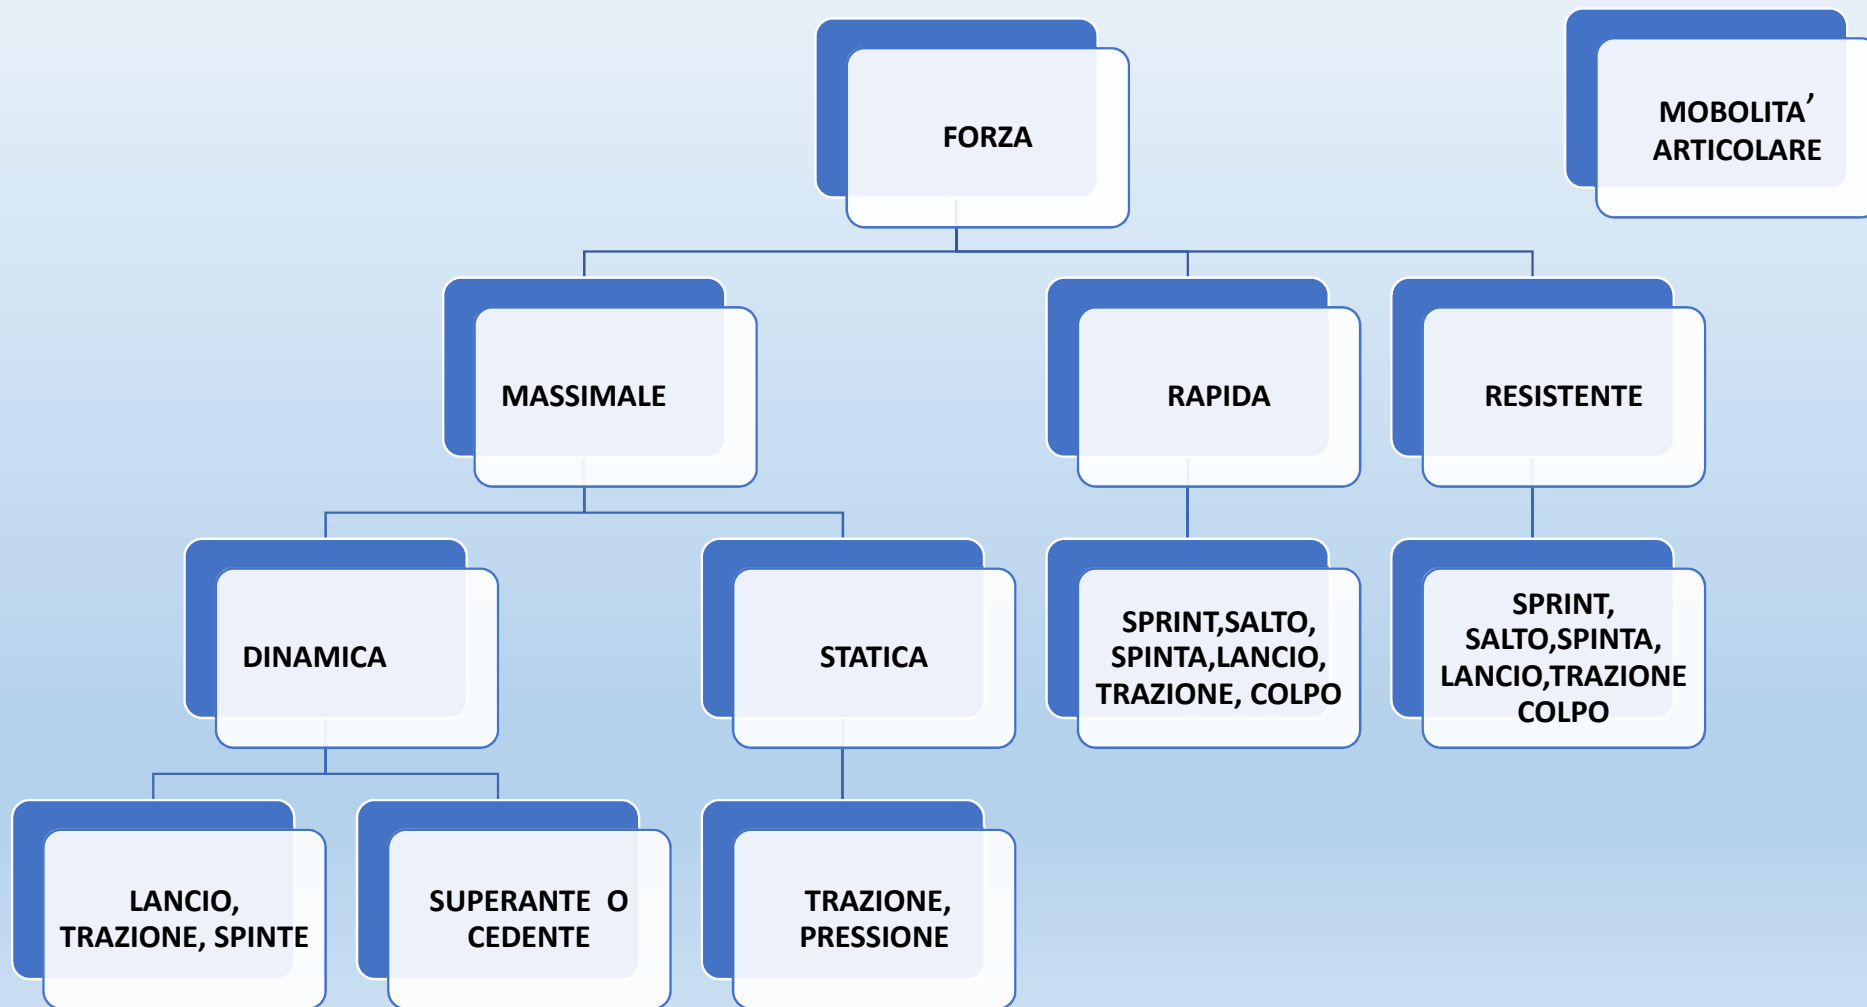 FORZA
MOBOLITA’
ARTICOLARE
MASSIMALE
RAPIDA
RESISTENTE
DINAMICA
STATICA
SPRINT,SALTO,
SPINTA,LANCIO,
TRAZIONE, COLPO
SPRINT,
SALTO,SPINTA,
LANCIO,TRAZIONE
COLPO
LANCIO,
TRAZIONE, SPINTE
SUPERANTE O
CEDENTE
TRAZIONE,
PRESSIONE